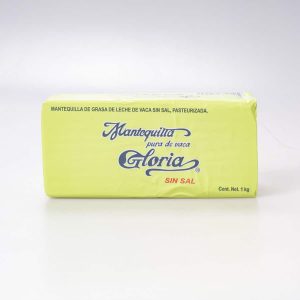 MANTEQUILLA DE GRASA DE LECHE DE VACA SIN SAL, PASTEURIZADA.
Mantequilla
pura de vaca
Gloria®
SIN SAL
Cont. Net. 1 kg